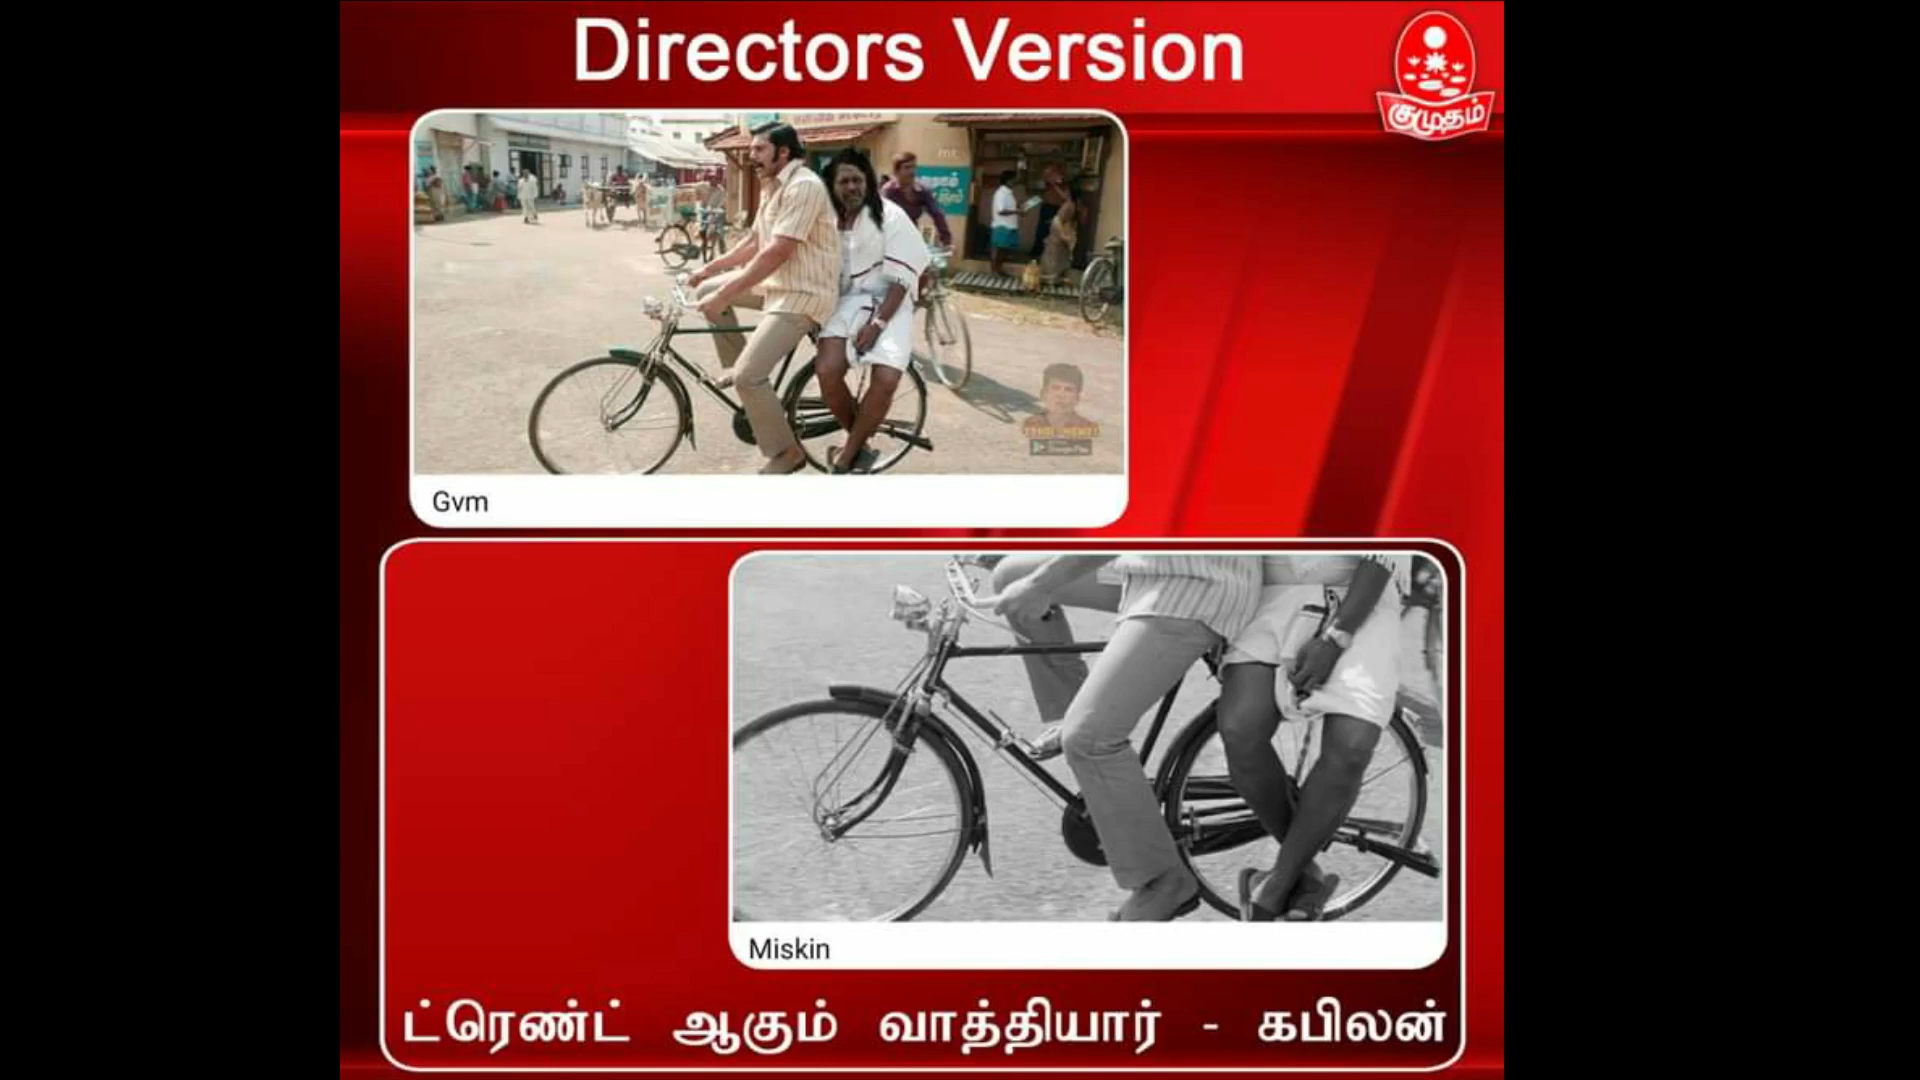 Directors Version
குமுதம்
Gvm
Miskin
ட்ரெண்ட் ஆகும் வாத்தியார் - கபிலன்